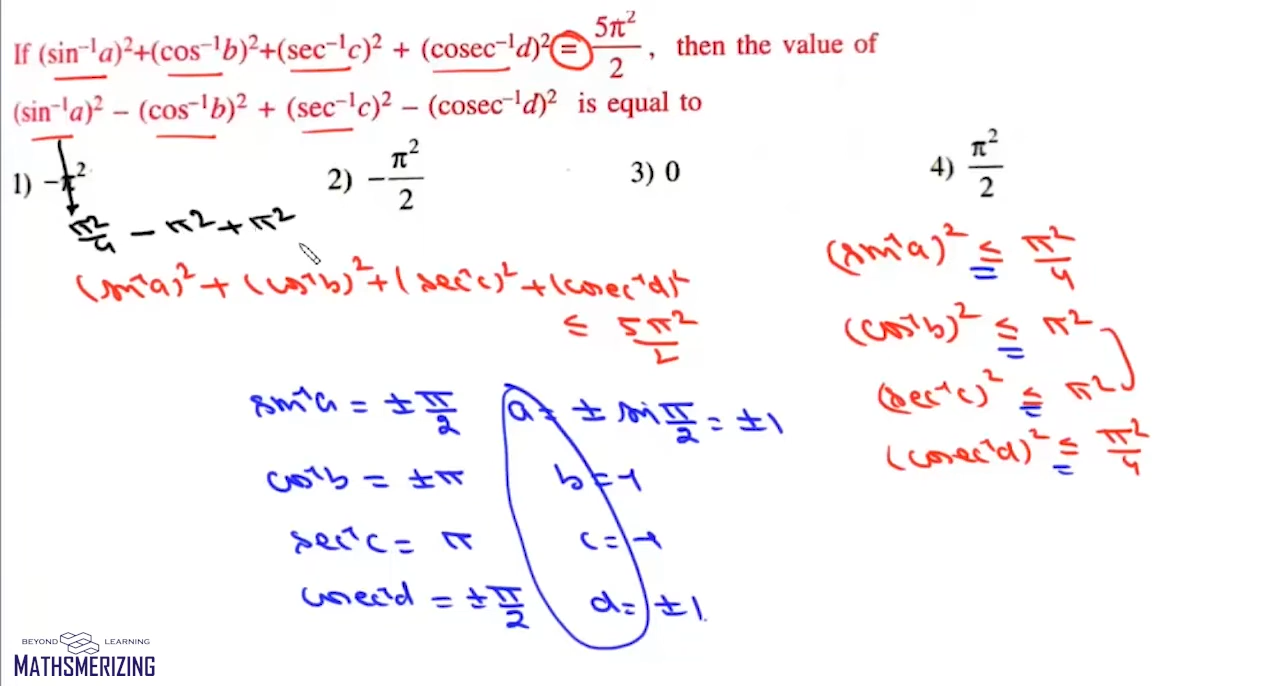 If (sin⁻¹a)²+(cos⁻¹b)²+(sec⁻¹c)² + (cosec⁻¹d)² = 5π²/2, then the value of
(sin⁻¹a)² − (cos⁻¹b)² + (sec⁻¹c)² − (cosec⁻¹d)² is equal to
1) −π² 2) −π²/2 3) 0 4) π²/2
π²/4 − π² + π²
(sin⁻¹a)² + (cos⁻¹b)² + (sec⁻¹c)² + (cosec⁻¹d)²
≤ 5π²/2
(sin⁻¹a)² ≤ π²/4
(cos⁻¹b)² ≤ π²
(sec⁻¹c)² ≤ π²
(cosec⁻¹d)² ≤ π²/4
sin⁻¹a = ± π/2 a = ± sin π/2 = ±1
cos⁻¹b = ±π b = -1
sec⁻¹c = π c = -1
cosec⁻¹d = ± π/2 d = ±1.
BEYOND LEARNING
MATHSMERIZING